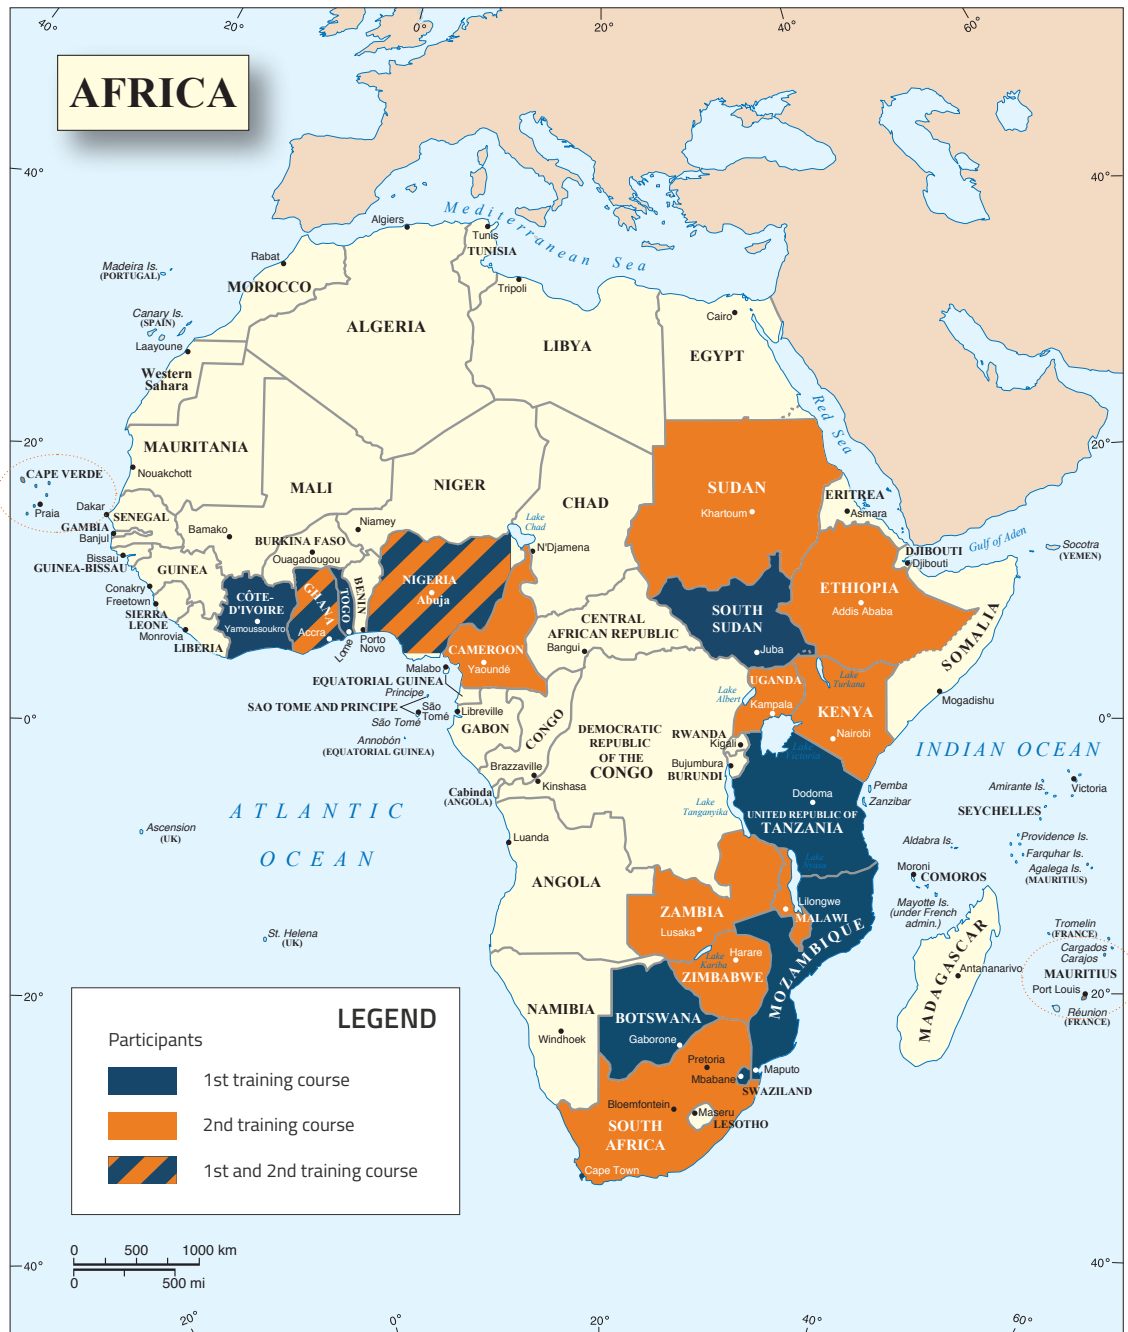 40°
20°
0°
20°
40°
60°
AFRICA
40°
40°
Mediterranean Sea
Algiers
Tunis
TUNISIA
Rabat
Tripoli
Madeira Is.
(PORTUGAL)
MOROCCO
Canary Is.
(SPAIN)
Laayoune
ALGERIA
LIBYA
Cairo
EGYPT
Western
Sahara
Red Sea
20°
20°
MAURITANIA
Nouakchott
CAPE VERDE
Praia
MALI
NIGER
CHAD
SUDAN
Khartoum
ERITREA
Asmara
Dakar
SENEGAL
GAMBIA
Banjul
Bamako
Niamey
Lake
Chad
N'Djamena
BURKINA FASO
Ouagadougou
Bissau
GUINEA-BISSAU
GUINEA
DJIBOUTI
Djibouti
Gulf of Aden
Socotra
(YEMEN)
Conakry
Freetown
SIERRA
LEONE
Monrovia
LIBERIA
CÔTE-
D'IVOIRE
Yamoussoukro
GHANA
Accra
TOGO
Lome
BENIN
Porto
Novo
NIGERIA
Abuja
ETHIOPIA
Addis Ababa
SOMALIA
Mogadishu
SOUTH
SUDAN
Juba
CENTRAL
AFRICAN REPUBLIC
Bangui
CAMEROON
Yaoundé
Malabo
EQUATORIAL GUINEA
Principe
SAO TOME AND PRINCIPE
São
Tomé
São Tomé
Libreville
GABON
CONGO
Annobón
(EQUATORIAL GUINEA)
UGANDA
Kampala
Lake
Albert
Lake
Turkana
KENYA
Nairobi
0°
0°
DEMOCRATIC
REPUBLIC
OF THE
CONGO
RWANDA
Kigali
Bujumbura
BURUNDI
Lake
Victoria
INDIAN OCEAN
Brazzaville
Kinshasa
Cabinda
(ANGOLA)
Lake
Tanganyika
Dodoma
UNITED REPUBLIC OF
TANZANIA
Pemba
Zanzibar
Amirante Is.
Victoria
SEYCHELLES
ATLANTIC
OCEAN
Ascension
(UK)
Luanda
Aldabra Is.
Providence Is.
Farquhar Is.
Agalega Is.
(MAURITIUS)
Moroni
COMOROS
Mayotte Is.
(under French
admin.)
ANGOLA
ZAMBIA
Lusaka
Lake
Nyasa
Lilongwe
MALAWI
MOZAMBIQUE
St. Helena
(UK)
Lake
Kariba
Harare
ZIMBABWE
MADAGASCAR
Antananarivo
Tromelin
(FRANCE)
Cargados
Carajos
MAURITIUS
Port Louis
Réunion
(FRANCE)
20°
20°
NAMIBIA
Windhoek
BOTSWANA
Gaborone
Pretoria
Mbabane
Maputo
SWAZILAND
Bloemfontein
Maseru
LESOTHO
SOUTH
AFRICA
Cape Town
LEGEND
Participants
1st training course
2nd training course
1st and 2nd training course
0
500
1000 km
0
500 mi
40°
40°
20°
0°
20°
40°
60°